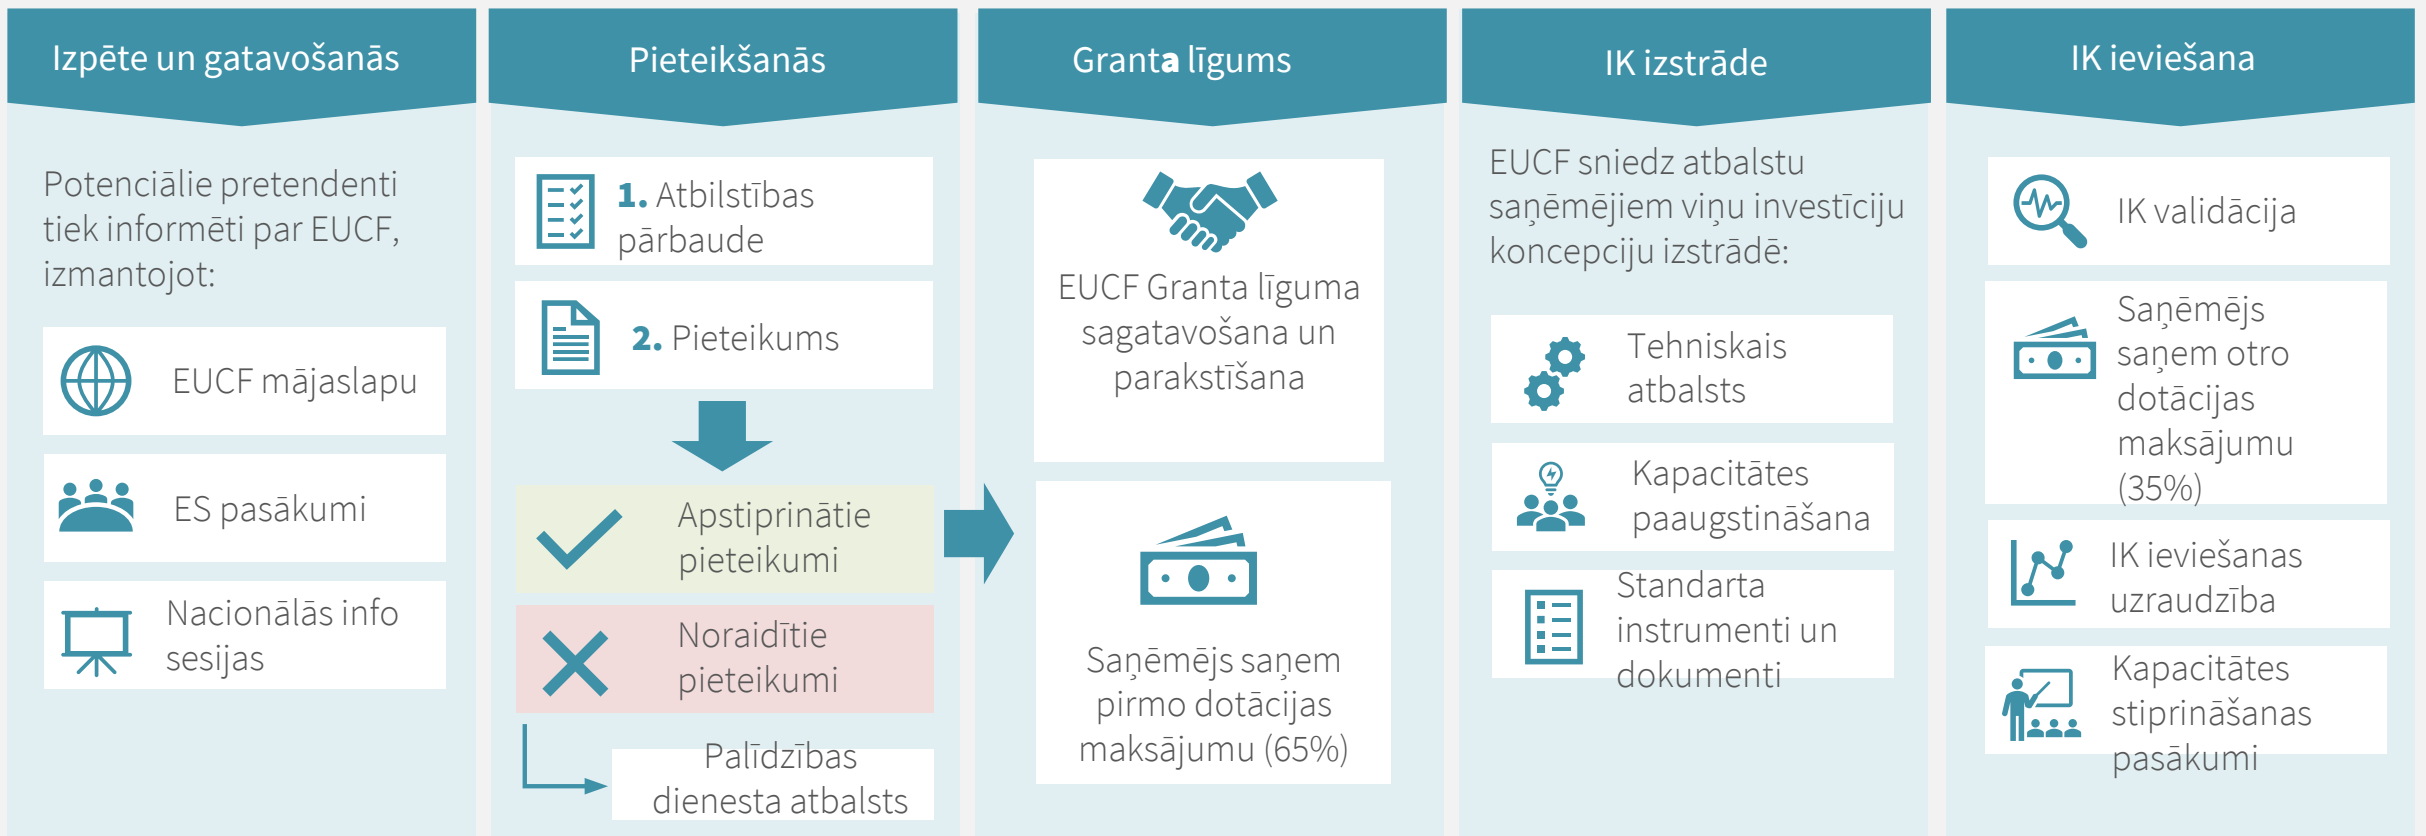 Izpēte un gatavošanās
Potenciālie pretendenti
tiek informēti par EUCF,
izmantojot:
EUCF mājaslapu
ES pasākumi
Nacionālās info
sesijas
Pieteikšanās
1. Atbilstības
pārbaude
2. Pieteikums
Apstiprinātie
pieteikumi
Noraidītie
pieteikumi
Palīdzības
dienesta atbalsts
Granta līgums
EUCF Granta līguma
sagatavošana un
parakstīšana
Saņēmējs saņem
pirmo dotācijas
maksājumu (65%)
IK izstrāde
EUCF sniedz atbalstu
saņēmējiem viņu investīciju
koncepciju izstrādē:
Tehniskais
atbalsts
Kapacitātes
paaugstināšana
Standarta
instrumenti un
dokumenti
IK ieviešana
IK validācija
Saņēmējs
saņem otro
dotācijas
maksājumu
(35%)
IK ieviešanas
uzraudzība
Kapacitātes
stiprināšanas
pasākumi